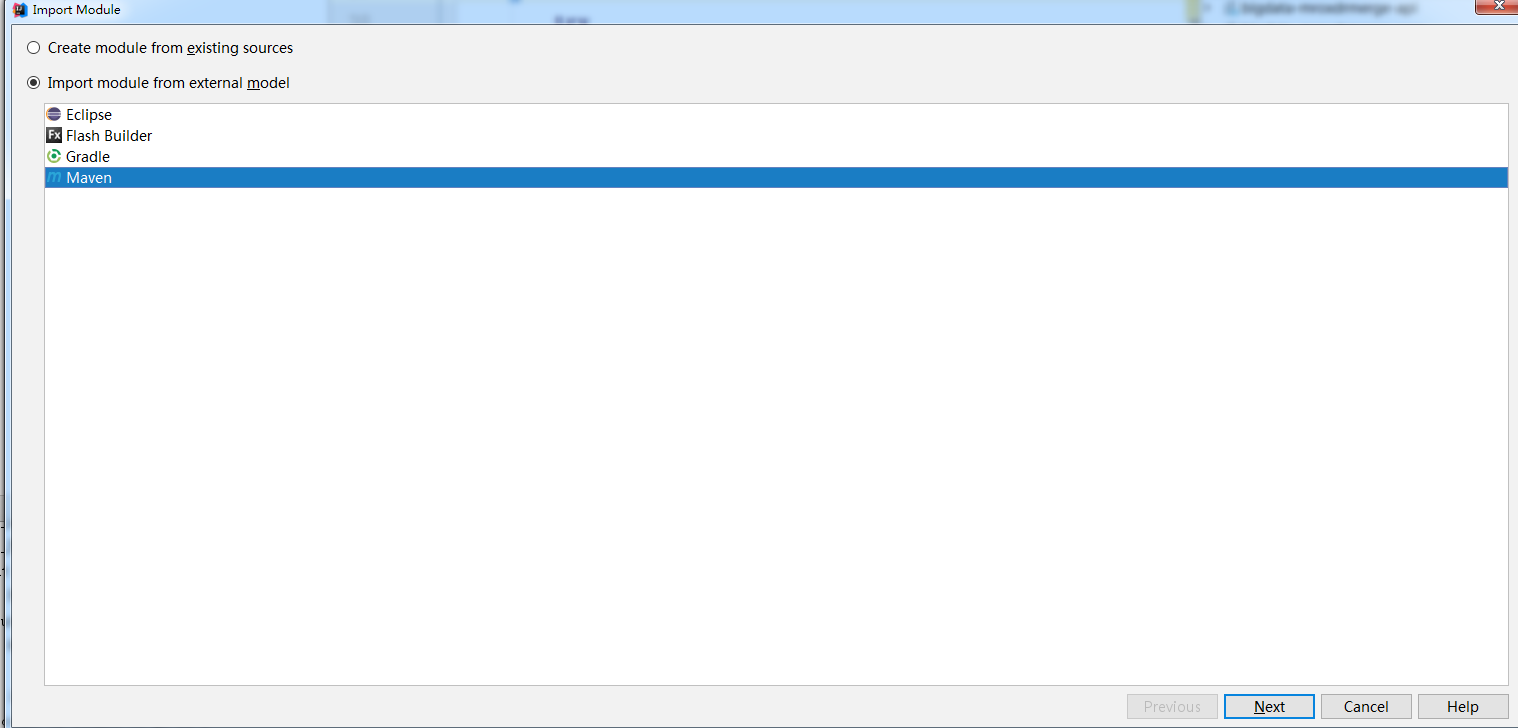 Import Module
Create module from existing sources
Import module from external model
Eclipse
Fx Flash Builder
Gradle
Maven
Previous
Next
Cancel
Help